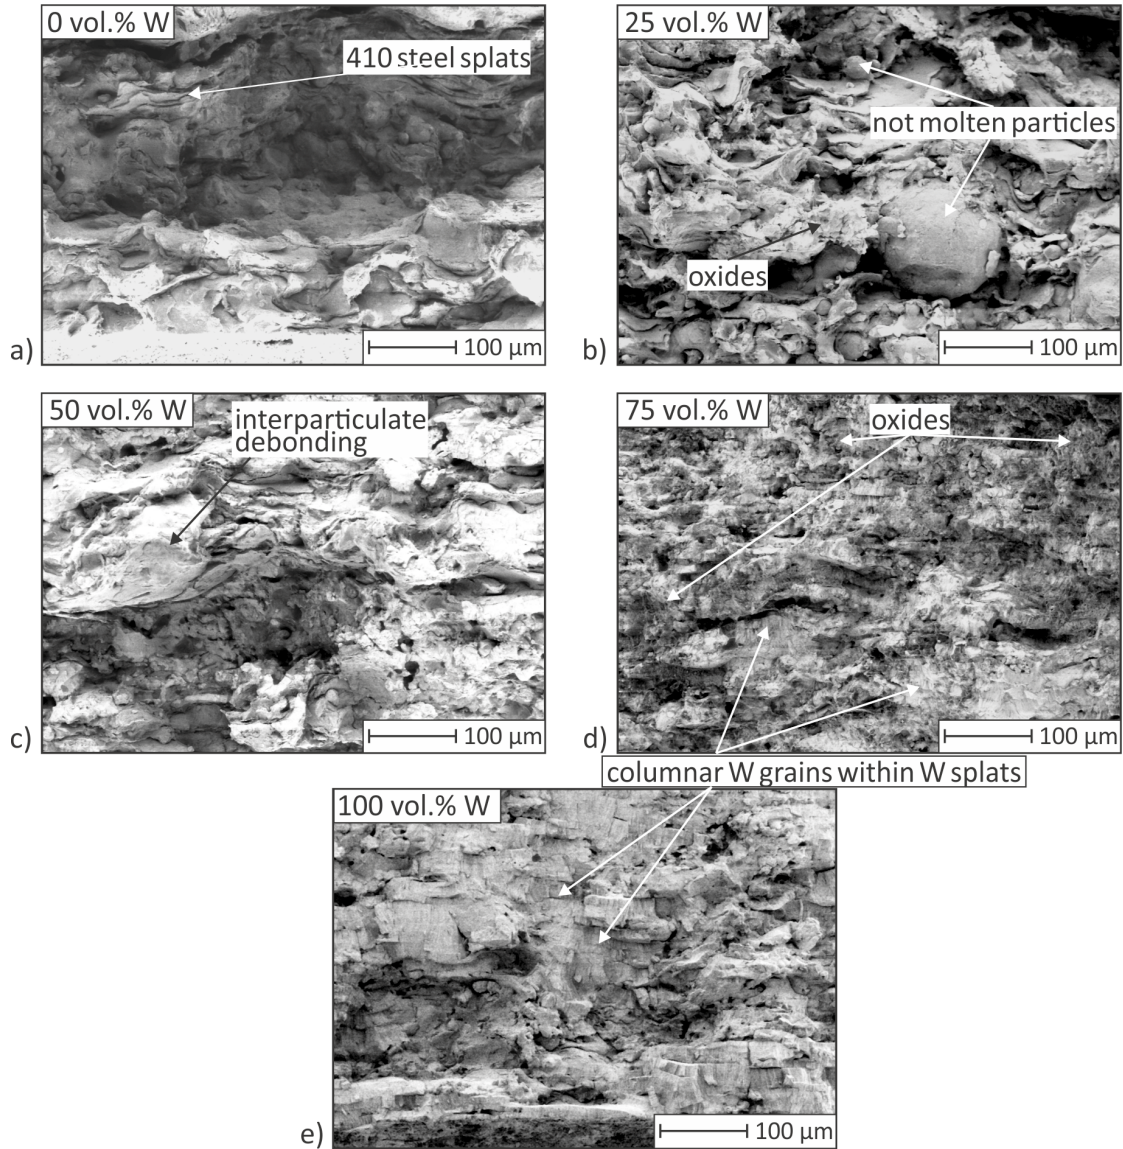 0 vol.% W
410 steel splats
100 µm
a)
25 vol.% W
not molten particles
oxides
100 µm
b)
50 vol.% W
interparticulate
debonding
100 µm
c)
75 vol.% W
oxides
100 µm
d)
columnar W grains within W splats
100 vol.% W
100 µm
e)